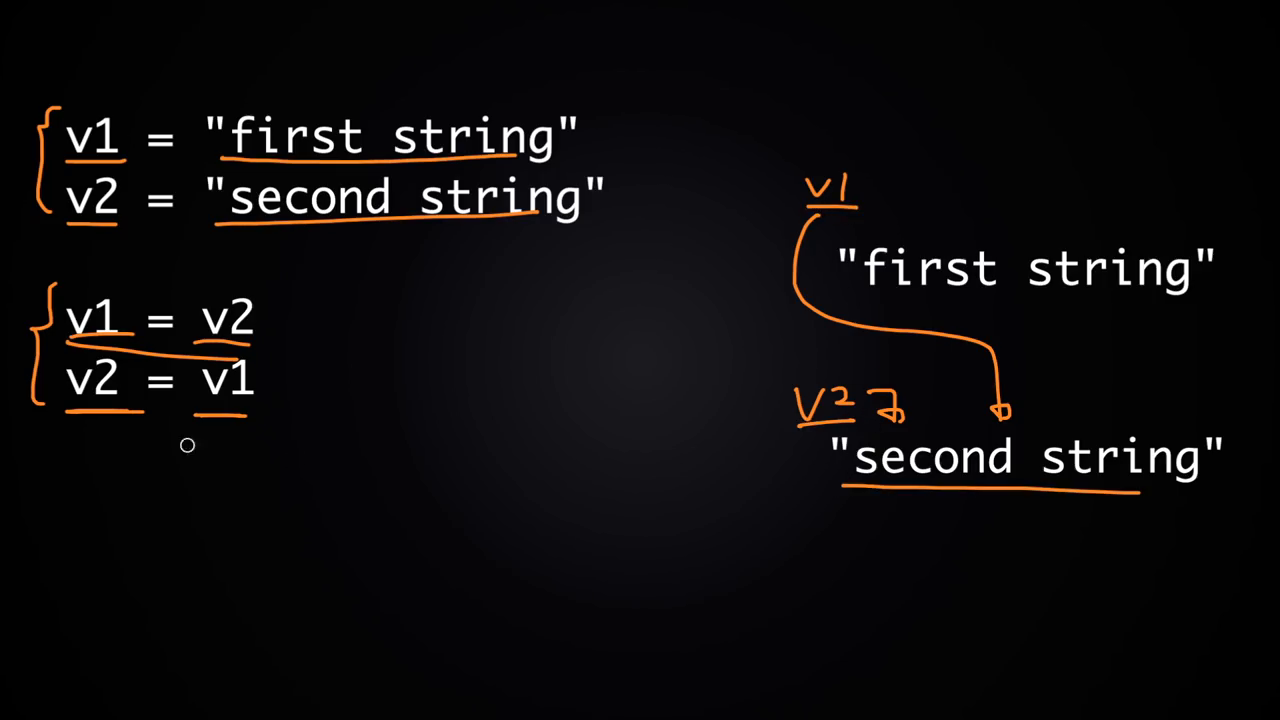 v1 = "first string"
v2 = "second string"
v1 = v2
v2 = v1
v1
"first string"
v2
"second string"